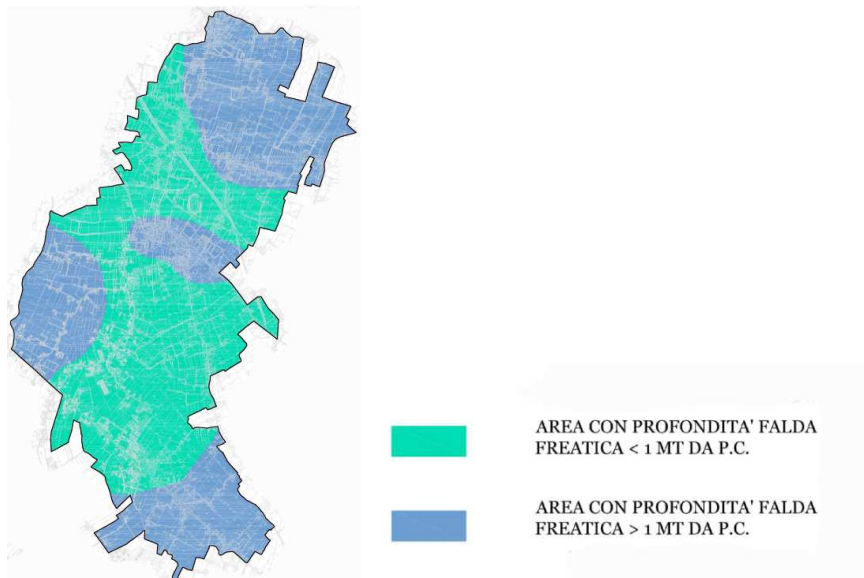 AREA CON PROFONDITA' FALDA
FREATICA < 1 MT DA P.C.
AREA CON PROFONDITA' FALDA
FREATICA > 1 MT DA P.C.